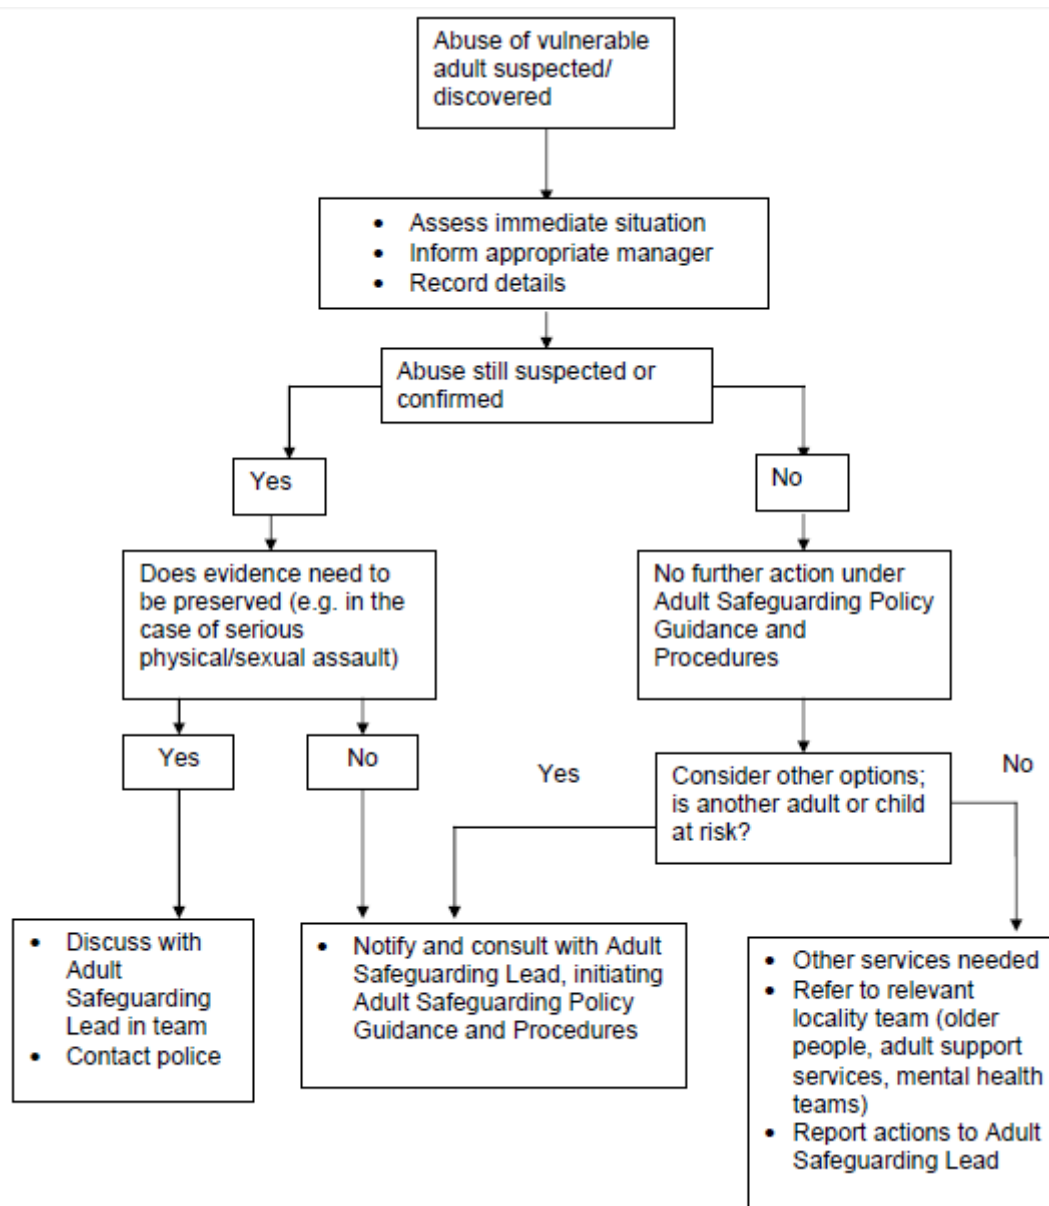 Abuse of vulnerable
adult suspected/
discovered
• Assess immediate situation
• Inform appropriate manager
• Record details
Abuse still suspected or
confirmed
Yes
No
Does evidence need to
be preserved (e.g. in the
case of serious
physical/sexual assault)
No further action under
Adult Safeguarding Policy
Guidance and
Procedures
Yes
No
Yes
Consider other options;
is another adult or child
at risk?
No
• Discuss with
Adult
Safeguarding
Lead in team
• Contact police
• Notify and consult with Adult
Safeguarding Lead, initiating
Adult Safeguarding Policy
Guidance and Procedures
• Other services needed
• Refer to relevant
locality team (older
people, adult support
services, mental health
teams)
• Report actions to Adult
Safeguarding Lead